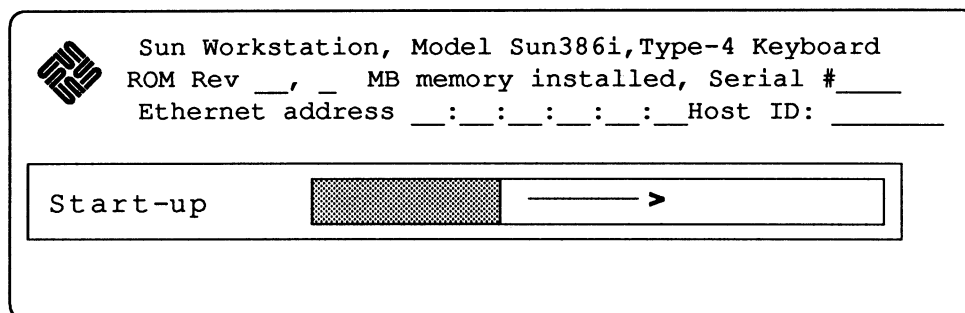 Sun Workstation, Model Sun386i,Type-4 Keyboard
ROM Rev __, _ MB memory installed, Serial #____
Ethernet address __:__:__:__:__:__Host ID: _______
Start-up